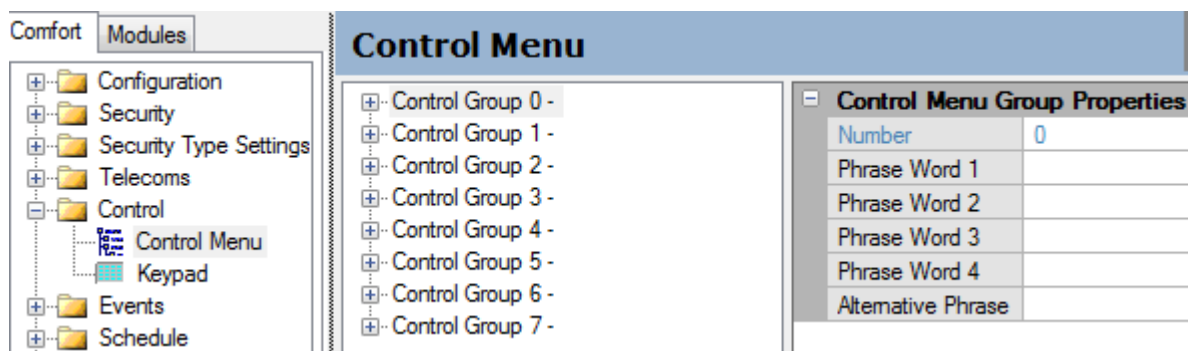 Comfort
Modules
Configuration
Security
Security Type Settings
Telecoms
Control
Control Menu
Keypad
Events
Schedule
Control Menu
Control Group 0 -
Control Group 1 -
Control Group 2 -
Control Group 3 -
Control Group 4 -
Control Group 5 -
Control Group 6 -
Control Group 7 -
Control Menu Group Properties
Number 0
Phrase Word 1
Phrase Word 2
Phrase Word 3
Phrase Word 4
Alternative Phrase